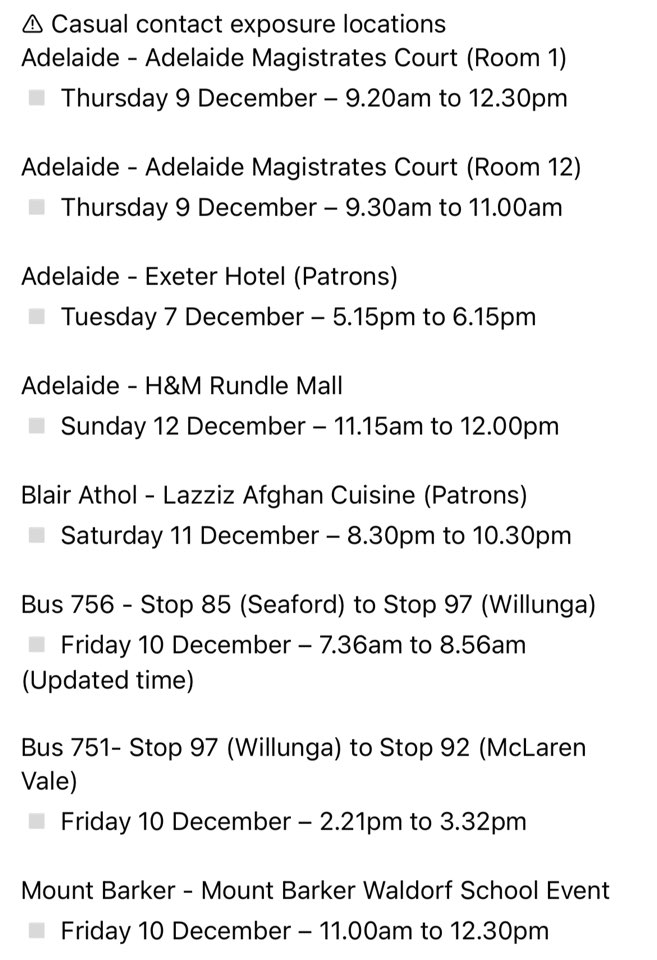 ⚠ Casual contact exposure locations
Adelaide - Adelaide Magistrates Court (Room 1)
Thursday 9 December – 9.20am to 12.30pm
Adelaide - Adelaide Magistrates Court (Room 12)
Thursday 9 December – 9.30am to 11.00am
Adelaide - Exeter Hotel (Patrons)
Tuesday 7 December – 5.15pm to 6.15pm
Adelaide - H&M Rundle Mall
Sunday 12 December – 11.15am to 12.00pm
Blair Athol - Lazziz Afghan Cuisine (Patrons)
Saturday 11 December – 8.30pm to 10.30pm
Bus 756 - Stop 85 (Seaford) to Stop 97 (Willunga)
Friday 10 December – 7.36am to 8.56am
(Updated time)
Bus 751- Stop 97 (Willunga) to Stop 92 (McLaren
Vale)
Friday 10 December – 2.21pm to 3.32pm
Mount Barker - Mount Barker Waldorf School Event
Friday 10 December – 11.00am to 12.30pm